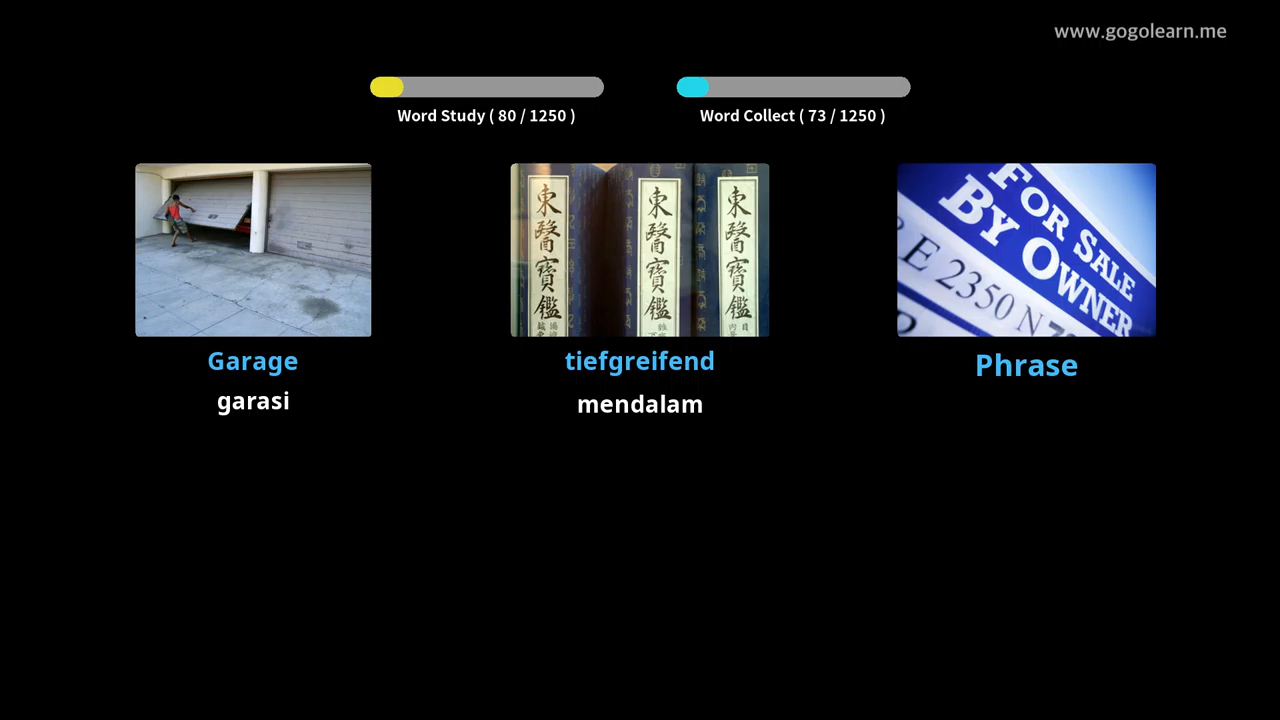 www.gogolearn.me
Word Study ( 80 / 1250 )
Word Collect ( 73 / 1250 )
東醫寶鑑
東醫寶鑑
東醫寶鑑
FOR SALE
BY OWNER
E 2350 N
Garage
garasi
tiefgreifend
mendalam
Phrase